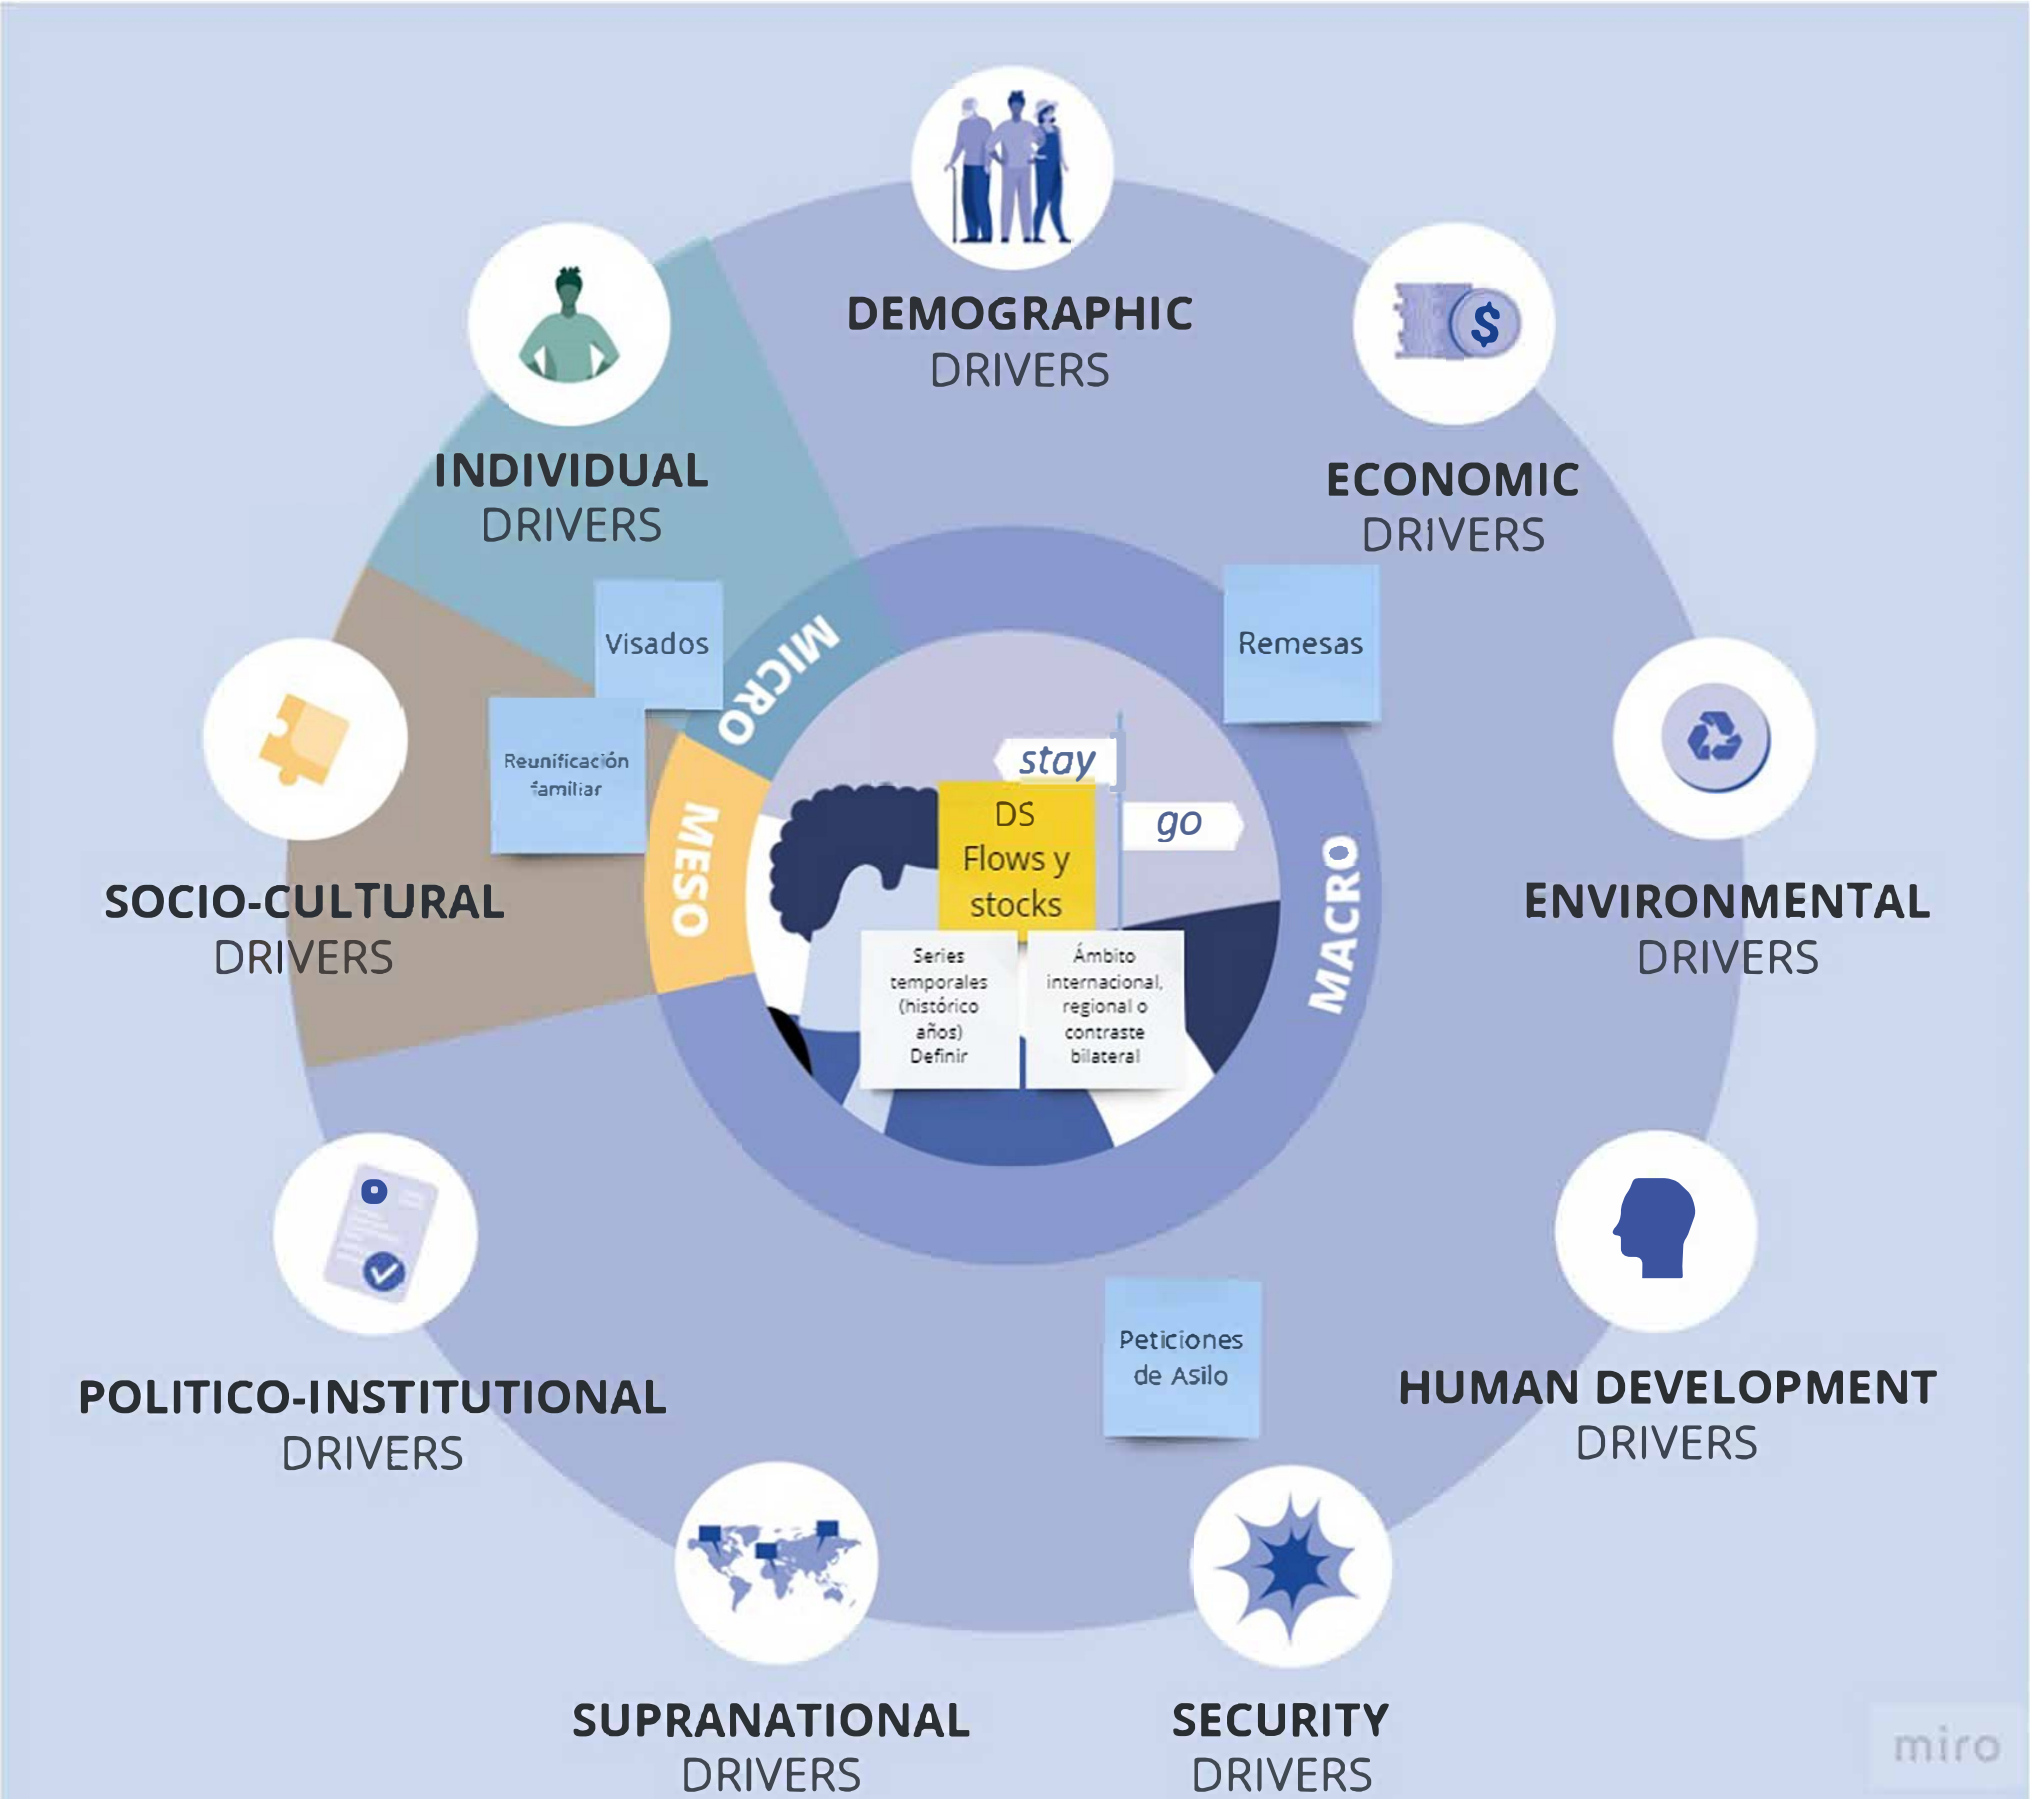 DEMOGRAPHIC
DRIVERS
INDIVIDUAL
DRIVERS
ECONOMIC
DRIVERS
Visados
MICRO
Remesas
Reunificación
familiar
stay
go
DS
Flows y
stocks
MESO
MACRO
SOCIO-CULTURAL
DRIVERS
ENVIRONMENTAL
DRIVERS
Series
temporales
(histórico
años)
Definir
Ámbito
internacional,
regional o
contraste
bilateral
Peticiones
de Asilo
POLITICO-INSTITUTIONAL
DRIVERS
HUMAN DEVELOPMENT
DRIVERS
SUPRANATIONAL
DRIVERS
SECURITY
DRIVERS
miro